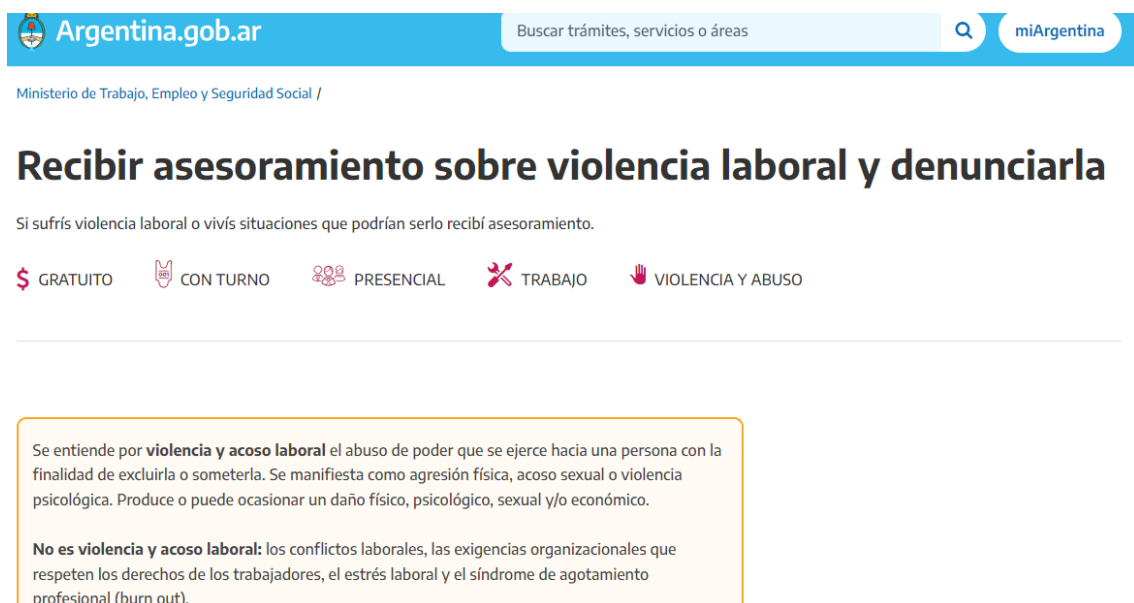 Argentina.gob.ar
Buscar trámites, servicios o áreas
miArgentina
Ministerio de Trabajo, Empleo y Seguridad Social /
Recibir asesoramiento sobre violencia laboral y denunciarla
Si sufrís violencia laboral o vivís situaciones que podrían serlo recibí asesoramiento.
$ GRATUITO
001 CON TURNO
PRESENCIAL
TRABAJO
VIOLENCIA Y ABUSO
Se entiende por violencia y acoso laboral el abuso de poder que se ejerce hacia una persona con la
finalidad de excluirla o someterla. Se manifiesta como agresión física, acoso sexual o violencia
psicológica. Produce o puede ocasionar un daño físico, psicológico, sexual y/o económico.
No es violencia y acoso laboral: los conflictos laborales, las exigencias organizacionales que
respeten los derechos de los trabajadores, el estrés laboral y el síndrome de agotamiento
profesional (burn out).